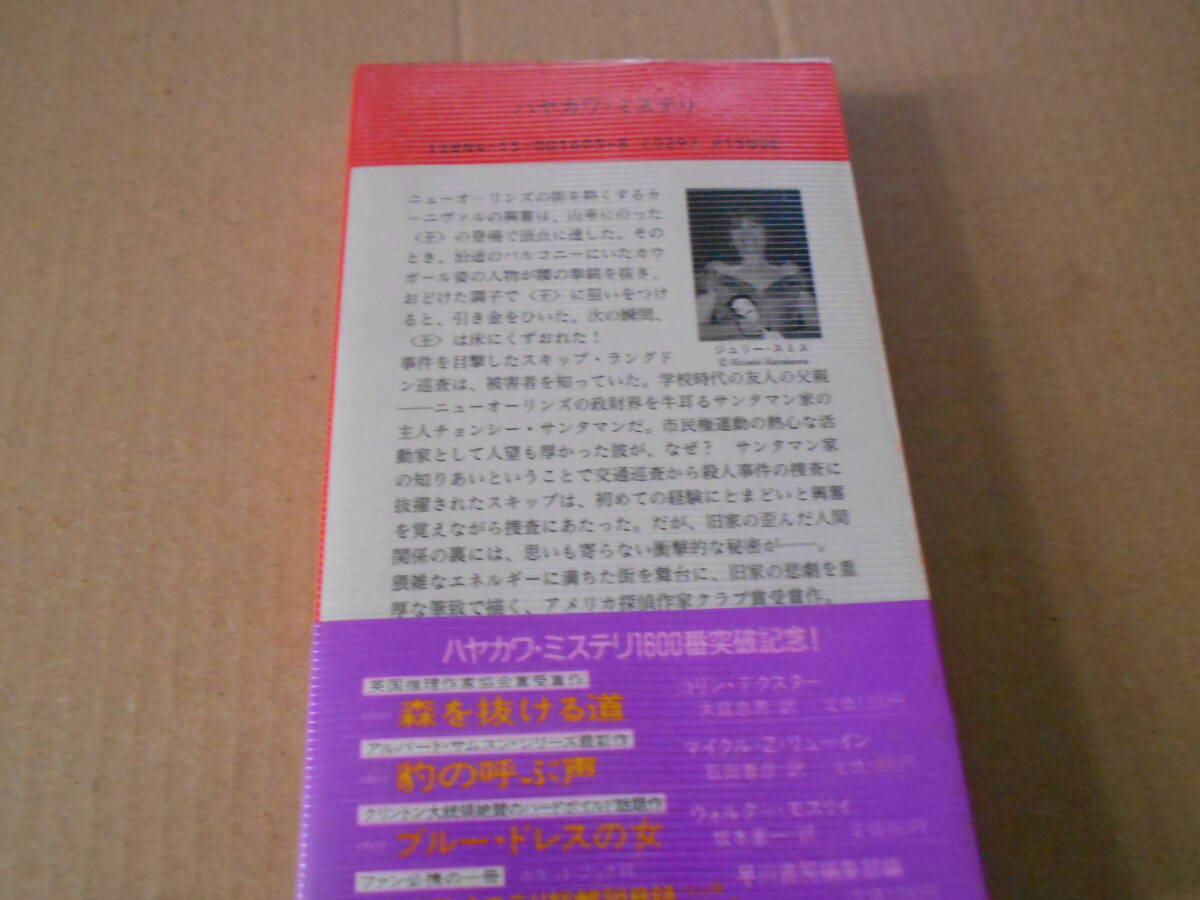 ハヤカワ・ミステリ
ISBN4-15-001603-8 C0297 P1500E
ニューオーリンズの街を熱くするカ
ーニヴァルの興奮は、山車にのった
〈王〉の登場で頂点に達した。その
とき、沿道のバルコニーにいたカウ
ガール姿の人物が腰の拳銃を抜き、
おどけた調子で〈王〉に狙いをつけ
ると、引き金をひいた。次の瞬間、
〈王〉は床にくずおれた！
ジュリー・スミス
事件を目撃したスキップ・ラングド
ン巡査は、被害者を知っていた。学校時代の友人の父親
――ニューオーリンズの政財界を牛耳るサンタマン家の
主人チョンシー・サンタマンだ。市民権運動の熱心な活
動家として人望も厚かった彼が、なぜ？　サンタマン家
の知りあいということで交通巡査から殺人事件の捜査に
抜擢されたスキップは、初めての経験にとまどいと興奮
を覚えながら捜査にあたった。だが、旧家の歪んだ人間
関係の裏には、思いも寄らない衝撃的な秘密が……。
猥雑なエネルギーに満ちた街を舞台に、旧家の悲劇を重
厚な筆致で描く、アメリカ探偵作家クラブ賞受賞作。
ハヤカワ・ミステリ1600番突破記念！
英国推理作家協会賞受賞作
コリン・デクスター
森を抜ける道
大庭忠男 訳
アルバート・サムスン・シリーズ最新作
マイクル・Z・リューイン
豹の呼ぶ声
石田善彦 訳
クリントン大統領絶賛のハードボイルド話題作
ウォルター・モズリイ
ブルー・ドレスの女
坂本憲一 訳
ファン必携の一冊
早川書房編集部編